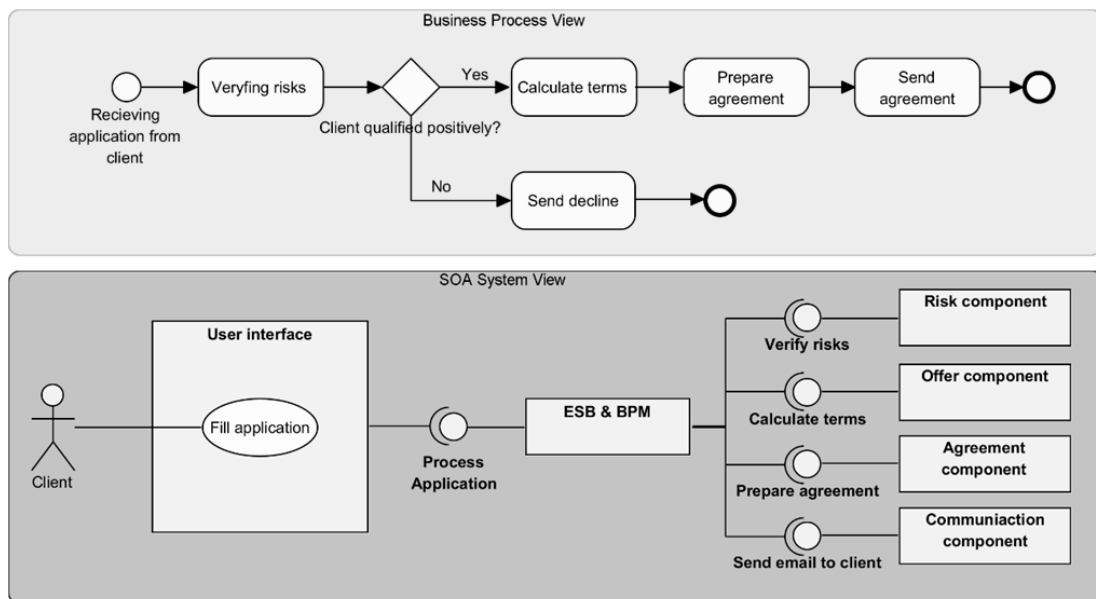 Business Process View
Veryfing risks
Yes
Calculate terms
Prepare
agreement
Send
agreement
Recieving
application from
client
Client qualified positively?
No
Send decline
SOA System View
User interface
Fill application
Client
Process
Application
ESB & BPM
Verify risks
Risk component
Calculate terms
Offer component
Prepare agreement
Agreement
component
Send email to client
Communiaction
component